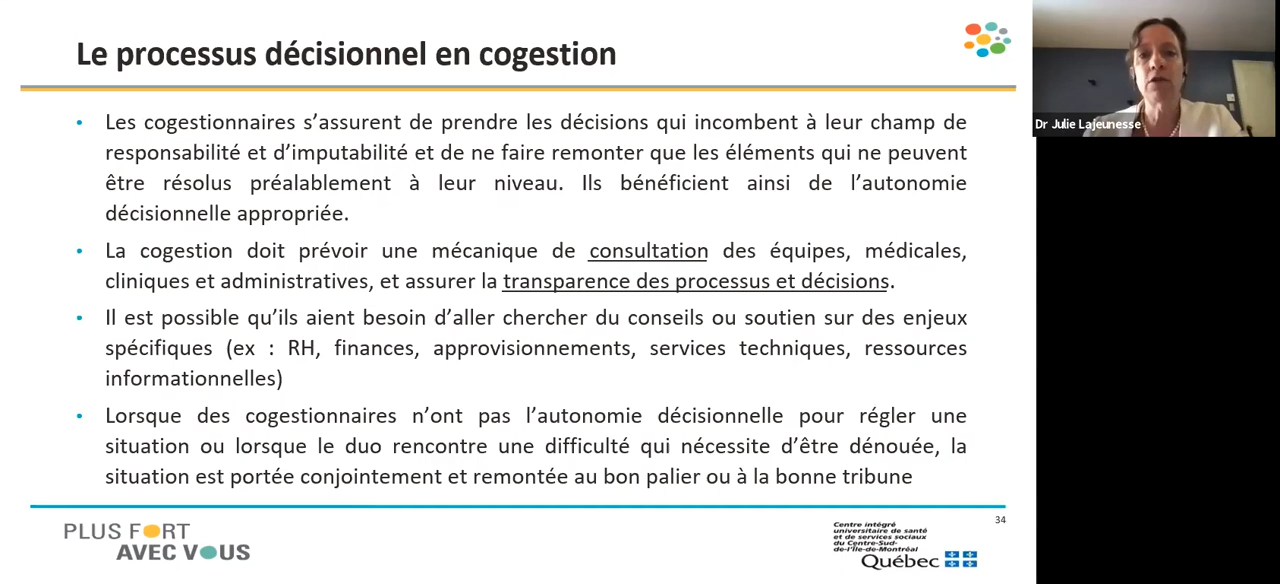 Le processus décisionnel en cogestion
Dr Julie Lajeunesse
• Les cogestionnaires s’assurent de prendre les décisions qui incombent à leur champ de
responsabilité et d’imputabilité et de ne faire remonter que les éléments qui ne peuvent
être résolus préalablement à leur niveau. Ils bénéficient ainsi de l’autonomie
décisionnelle appropriée.
• La cogestion doit prévoir une mécanique de consultation des équipes, médicales,
cliniques et administratives, et assurer la transparence des processus et décisions.
• Il est possible qu’ils aient besoin d’aller chercher du conseils ou soutien sur des enjeux
spécifiques (ex : RH, finances, approvisionnements, services techniques, ressources
informationnelles)
• Lorsque des cogestionnaires n’ont pas l’autonomie décisionnelle pour régler une
situation ou lorsque le duo rencontre une difficulté qui nécessite d’être dénouée, la
situation est portée conjointement et remontée au bon palier ou à la bonne tribune
34
PLUS FORT
AVEC VOUS
Centre intégré
universitaire de santé
et de services sociaux
du Centre-Sud-
de-l'Île-de-Montréal
Québec